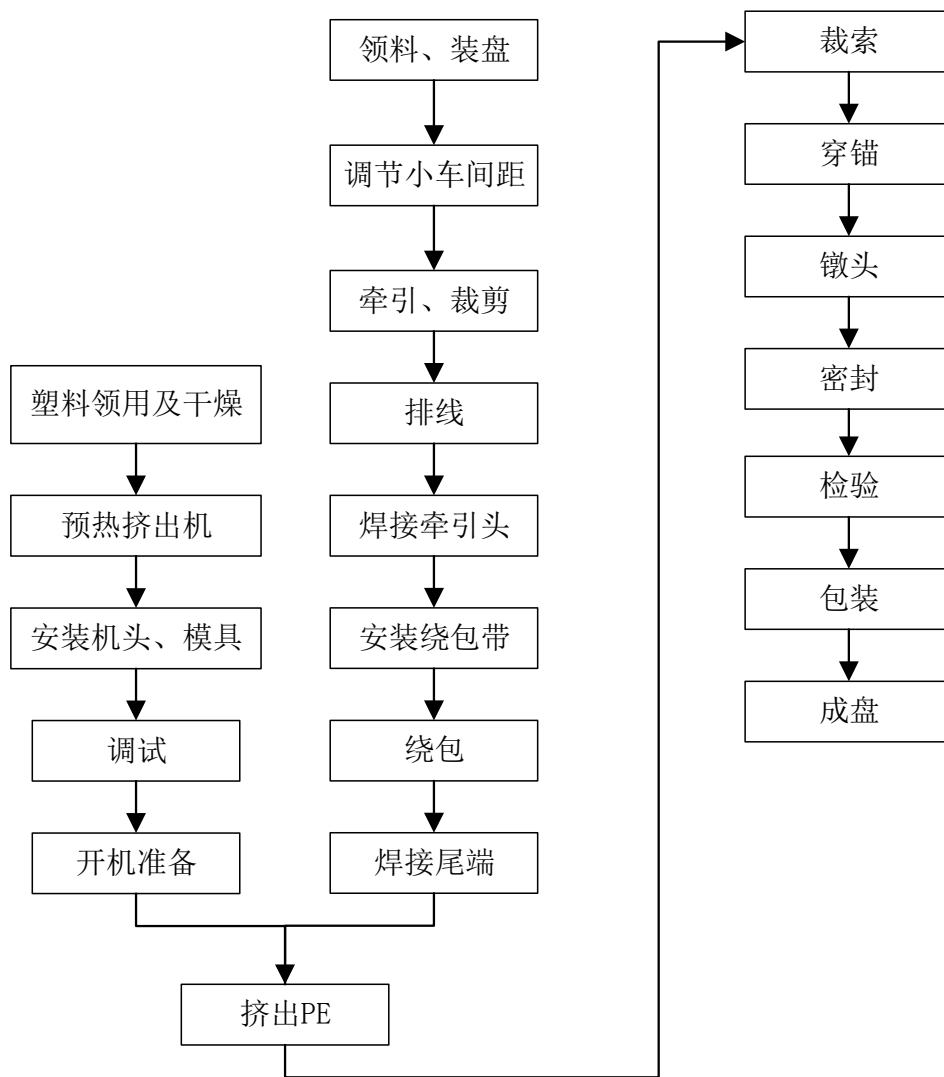 领料、装盘
调节小车间距
牵引、裁剪
排线
焊接牵引头
安装绕包带
绕包
焊接尾端
塑料领用及干燥
预热挤出机
安装机头、模具
调试
开机准备
挤出PE
裁索
穿锚
镦头
密封
检验
包装
成盘